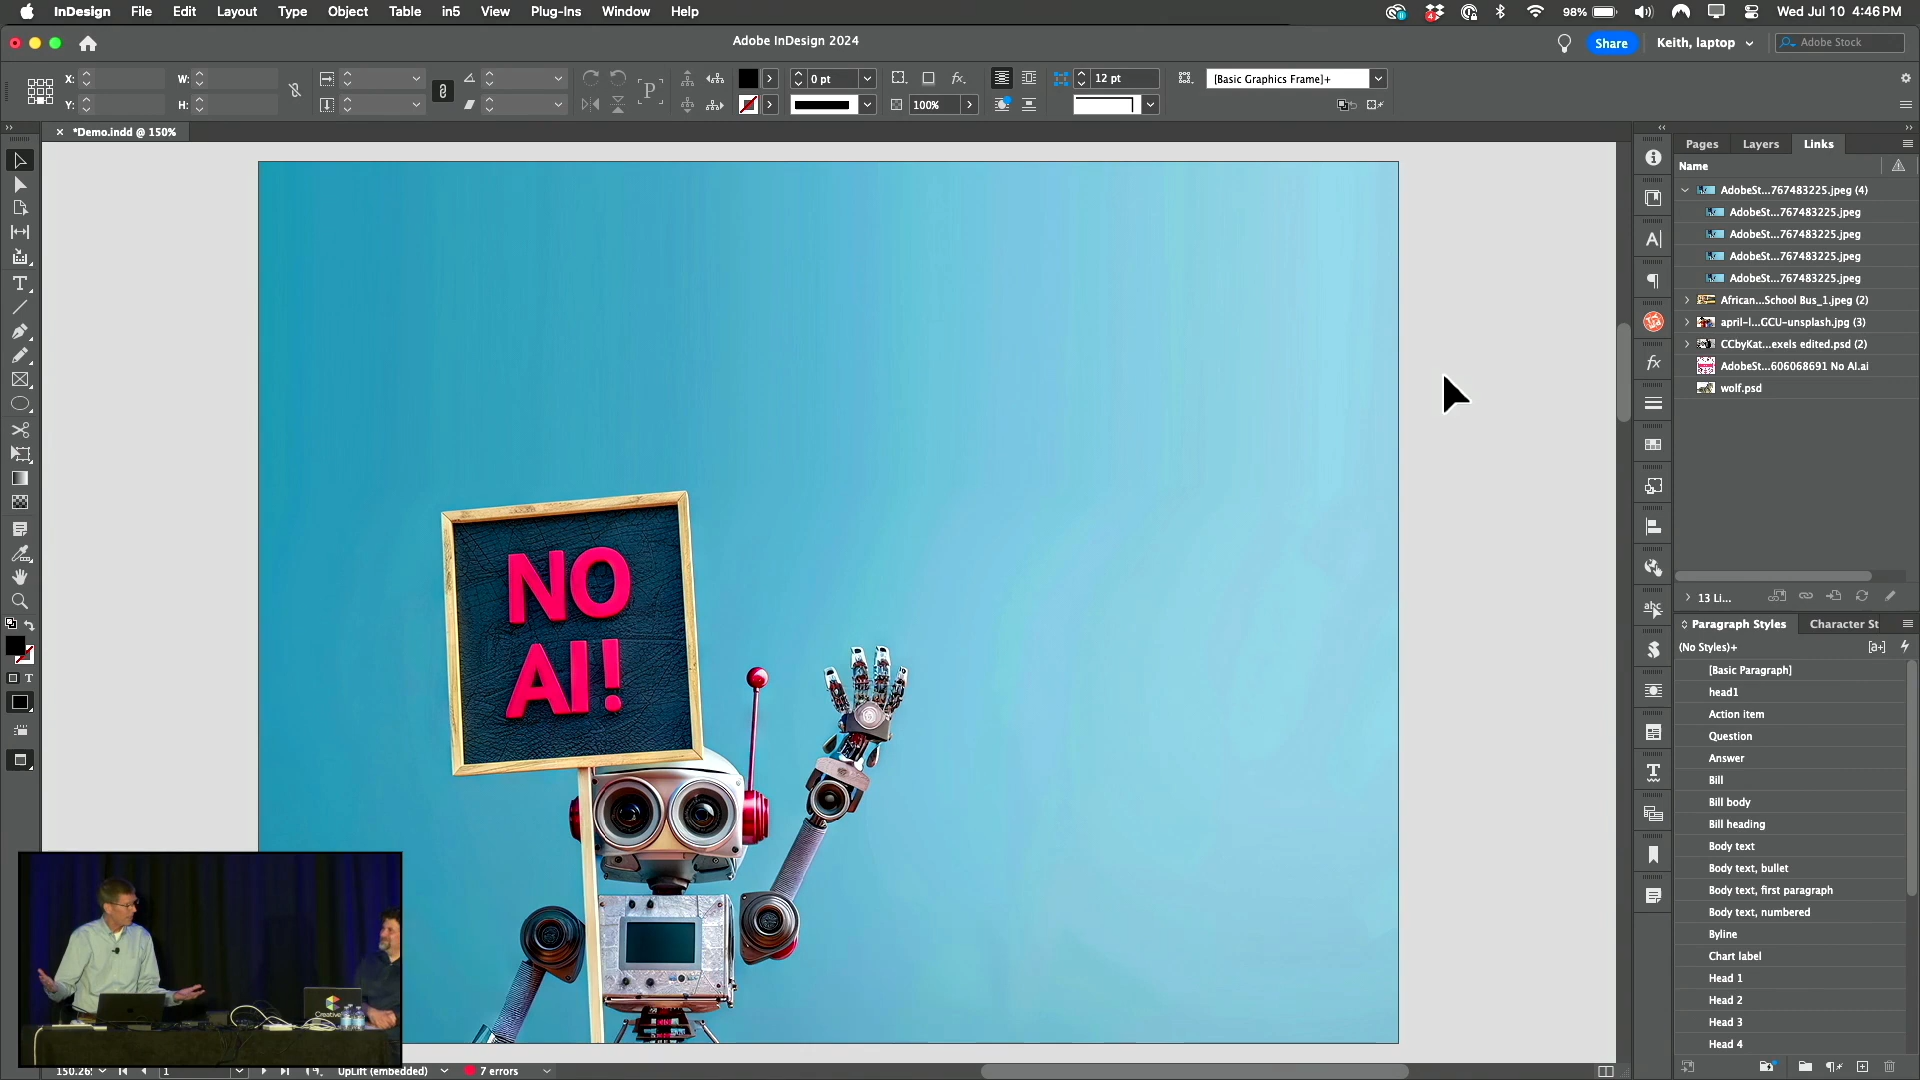 InDesign File Edit Layout Type Object Table in5 View Plug-Ins Window Help
98% Wed Jul 10 4:46 PM
Adobe InDesign 2024
Share Keith, laptop Adobe Stock
X: W: 0 pt fx. 12 pt [Basic Graphics Frame]+
Y: H: P 100%
*Demo.indd @ 150%
Pages Layers Links
Name
AdobeSt...767483225.jpeg (4)
AdobeSt...767483225.jpeg
AdobeSt...767483225.jpeg
AdobeSt...767483225.jpeg
AdobeSt...767483225.jpeg
African...School Bus_1.jpeg (2)
april-l...GCU-unsplash.jpg (3)
CCbyKat...exels edited.psd (2)
AdobeSt...606068691 No AI.ai
wolf.psd
13 Li...
NO
AI!
Paragraph Styles Character St
(No Styles)+ [a+]
[Basic Paragraph]
head1
Action item
Question
Answer
Bill
Bill body
Bill heading
Body text
Body text, bullet
Body text, first paragraph
Body text, numbered
Byline
Chart label
Head 1
Head 2
Head 3
Head 4
Creative
150.26% 1 UpLift (embedded) 7 errors